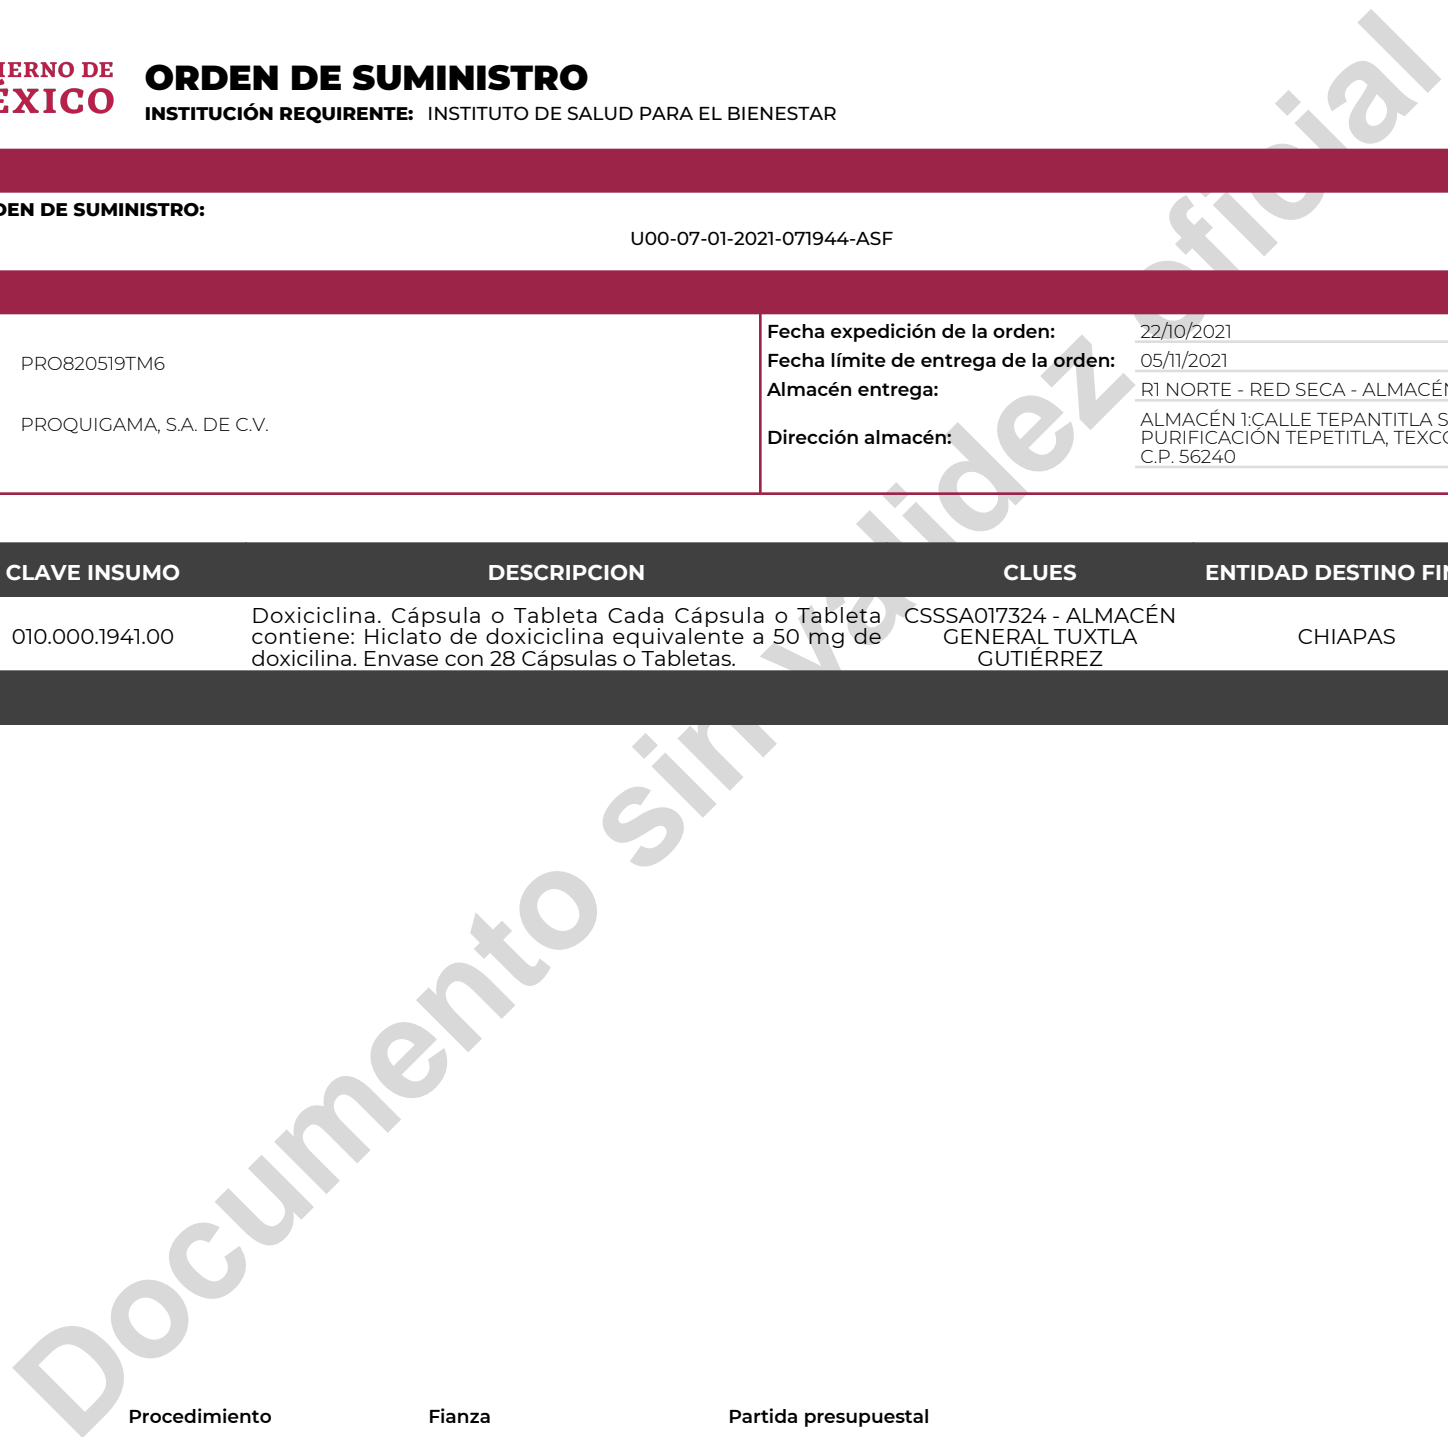 IERNO DE
ÉXICO
ORDEN DE SUMINISTRO
INSTITUCIÓN REQUIRENTE: INSTITUTO DE SALUD PARA EL BIENESTAR
DEN DE SUMINISTRO:
U00-07-01-2021-071944-ASF
PRO820519TM6
PROQUIGAMA, S.A. DE C.V.
Fecha expedición de la orden: 22/10/2021
Fecha límite de entrega de la orden: 05/11/2021
Almacén entrega: R1 NORTE - RED SECA - ALMACÉN
Dirección almacén:
ALMACÉN 1:CALLE TEPANTITLA S
PURIFICACIÓN TEPETITLA, TEXCO
C.P. 56240
CLAVE INSUMO DESCRIPCION CLUES ENTIDAD DESTINO FIN
010.000.1941.00
Doxiciclina. Cápsula o Tableta Cada Cápsula o Tableta
contiene: Hiclato de doxiciclina equivalente a 50 mg de
doxicilina. Envase con 28 Cápsulas o Tabletas.
CSSSA017324 - ALMACÉN
GENERAL TUXTLA
GUTIÉRREZ
CHIAPAS
Documento sin validez oficial
Procedimiento Fianza Partida presupuestal